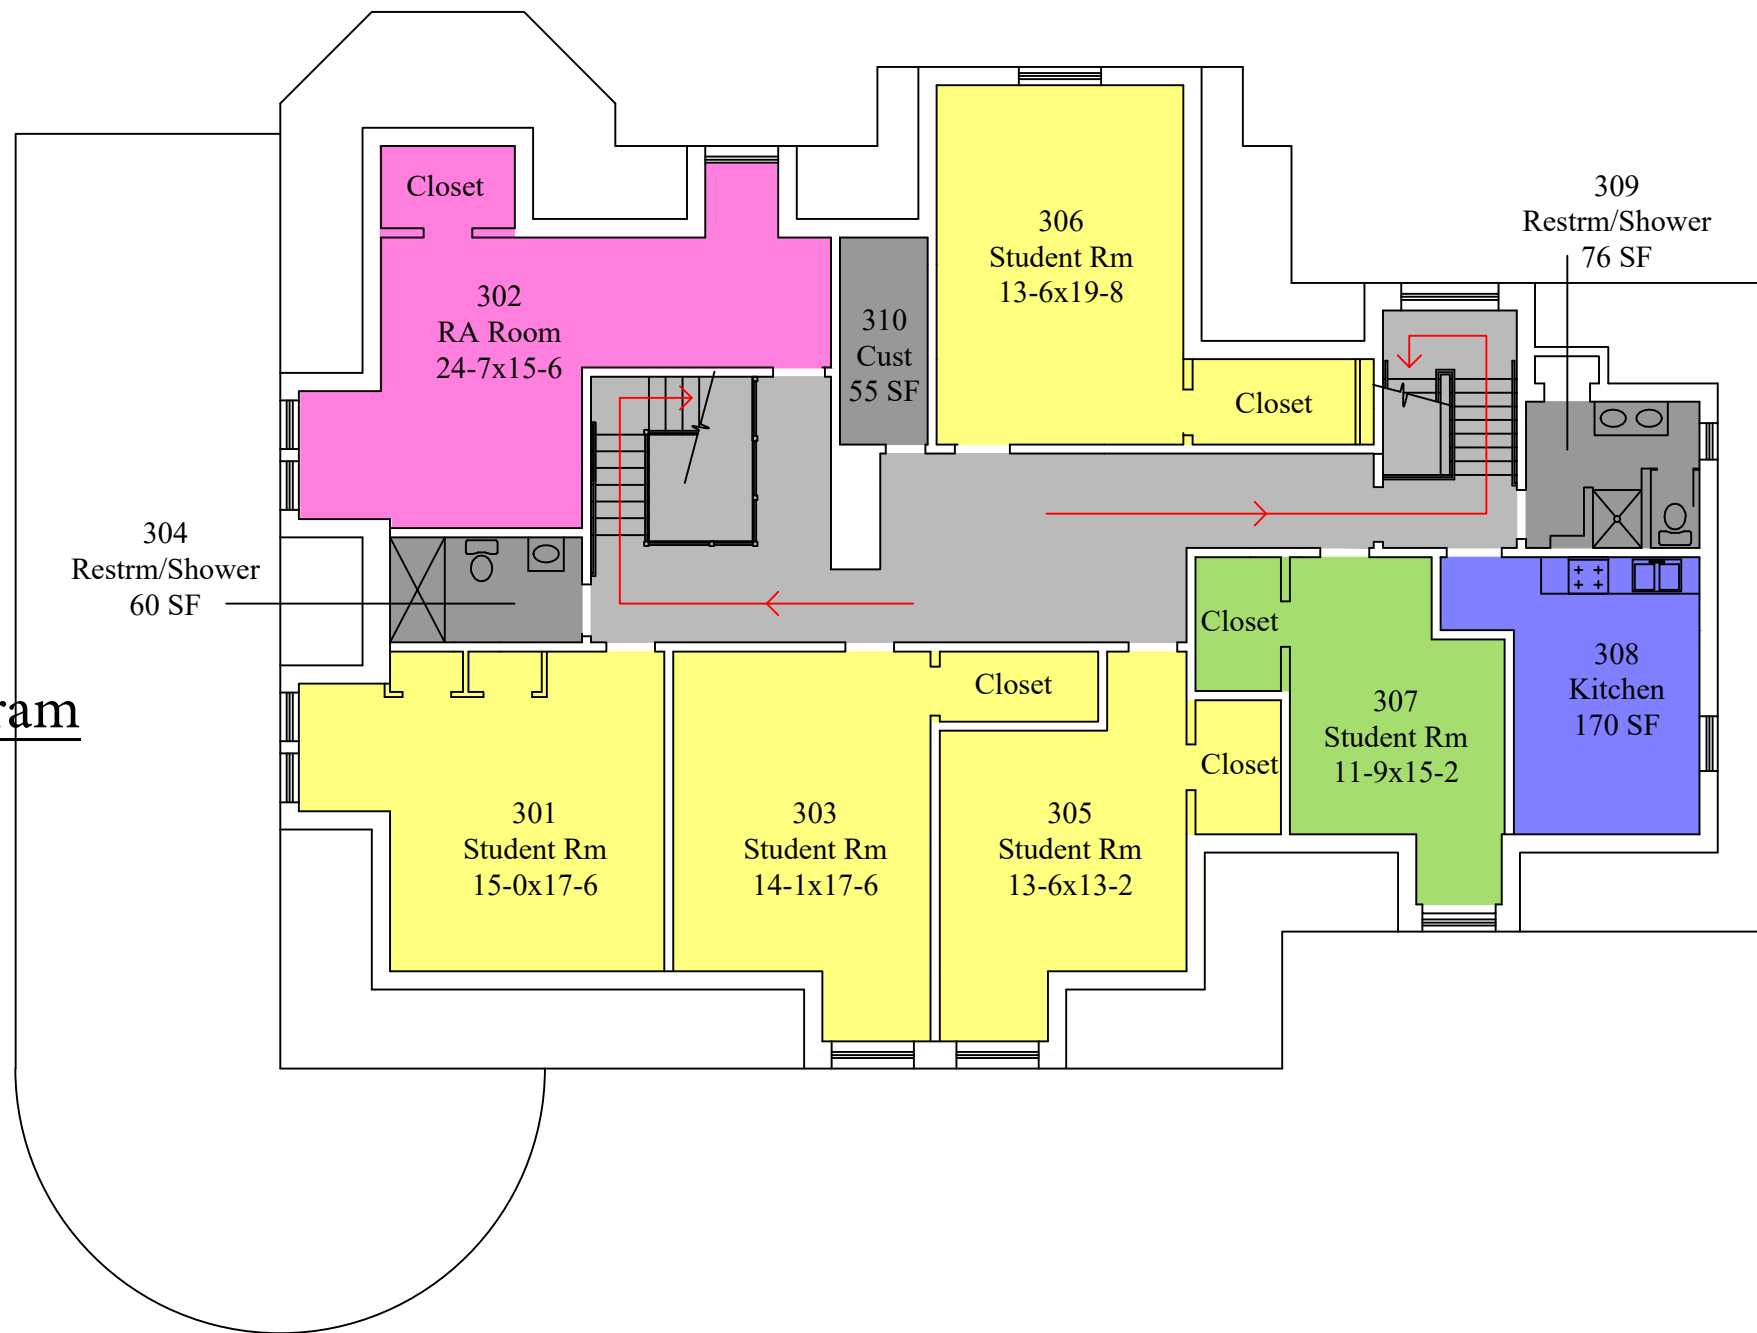 Closet
302
RA Room
24-7x15-6
310
Cust
55 SF
306
Student Rm
13-6x19-8
Closet
309
Restrm/Shower
76 SF
304
Restrm/Shower
60 SF
ram
301
Student Rm
15-0x17-6
303
Student Rm
14-1x17-6
Closet
305
Student Rm
13-6x13-2
Closet
Closet
307
Student Rm
11-9x15-2
308
Kitchen
170 SF